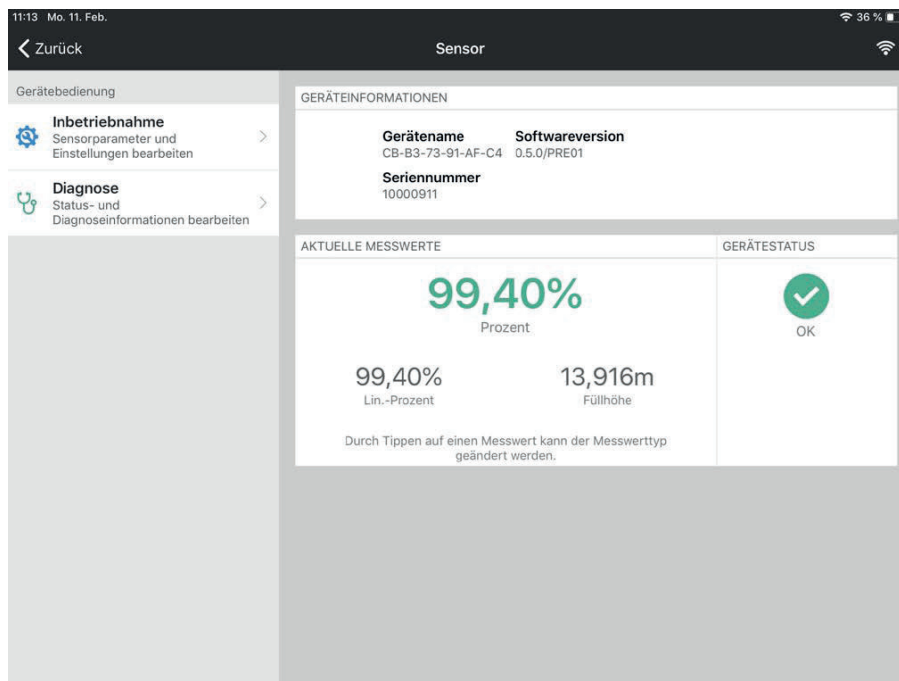 11:13 Mo. 11. Feb.
36 %
Zurück
Sensor
Gerätebedienung
Inbetriebnahme
Sensorparameter und
Einstellungen bearbeiten
Diagnose
Status- und
Diagnoseinformationen bearbeiten
GERÄTEINFORMATIONEN
Gerätename Softwareversion
CB-B3-73-91-AF-C4 0.5.0/PRE01
Seriennummer
10000911
AKTUELLE MESSWERTE
GERÄTESTATUS
99,40%
Prozent
OK
99,40% 13,916m
Lin.-Prozent Füllhöhe
Durch Tippen auf einen Messwert kann der Messwerttyp
geändert werden.